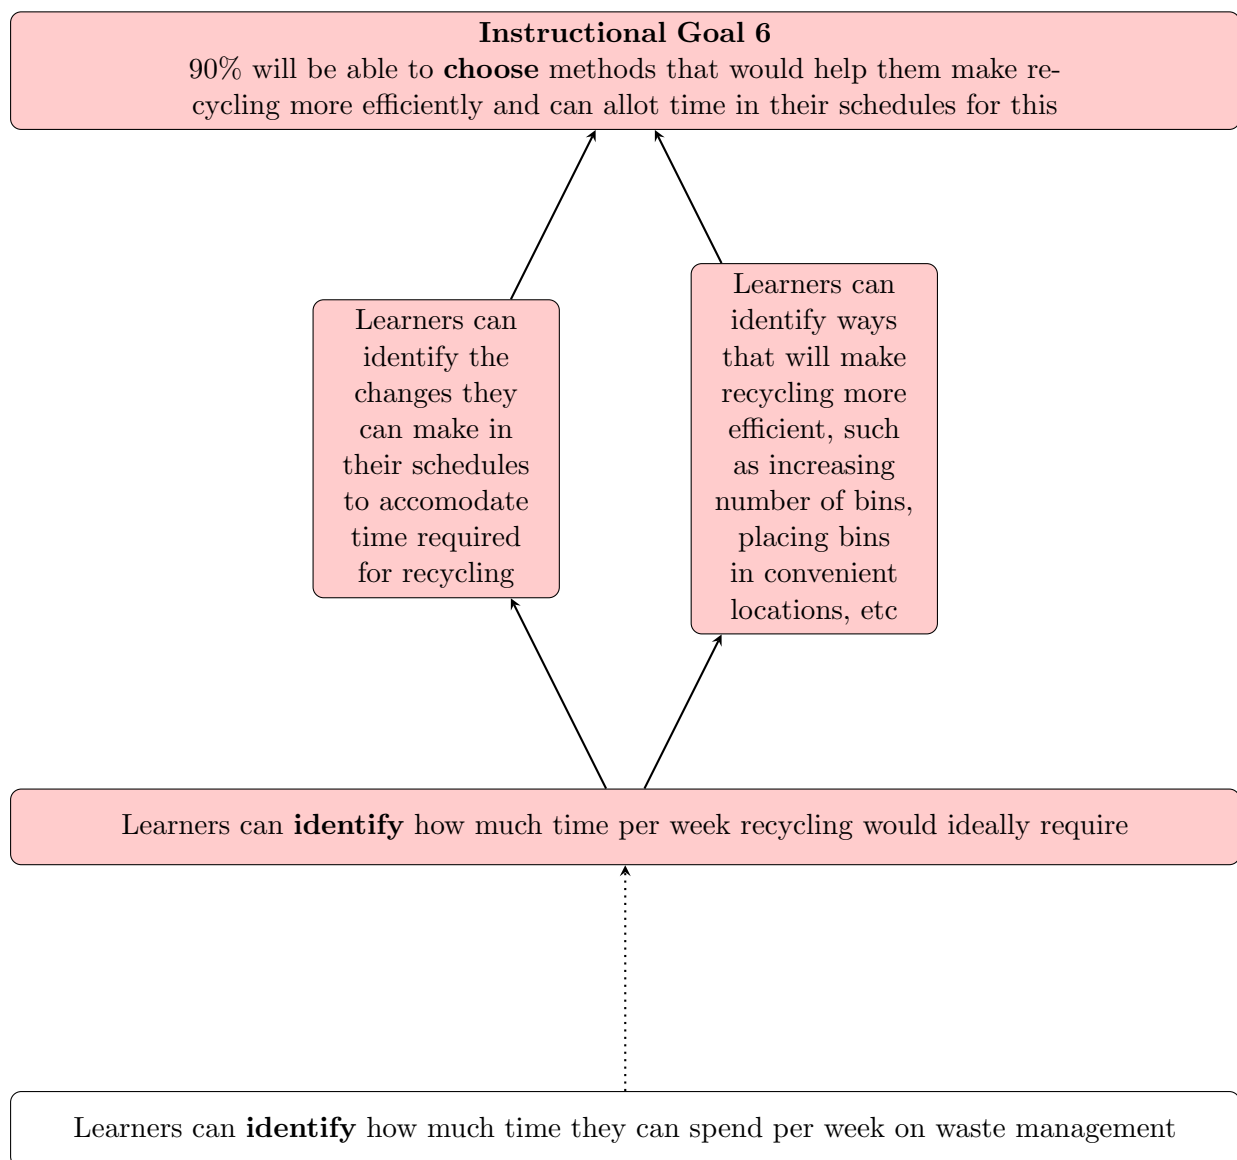 Instructional Goal 6
90% will be able to choose methods that would help them make re-
cycling more efficiently and can allot time in their schedules for this
Learners can
identify the
changes they
can make in
their schedules
to accomodate
time required
for recycling
Learners can
identify ways
that will make
recycling more
efficient, such
as increasing
number of bins,
placing bins
in convenient
locations, etc
Learners can identify how much time per week recycling would ideally require
Learners can identify how much time they can spend per week on waste management